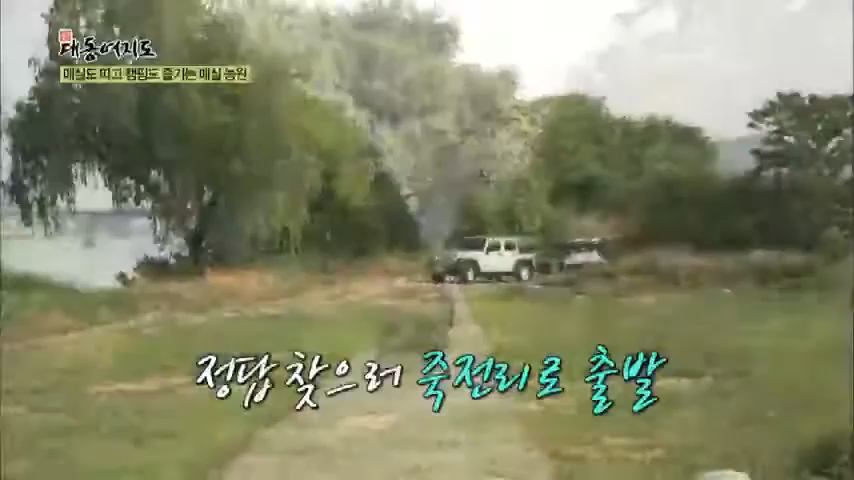 대동여지도
매실도 따고 캠핑도 즐기는 매실 농원
정답 찾으러 죽전리로 출발